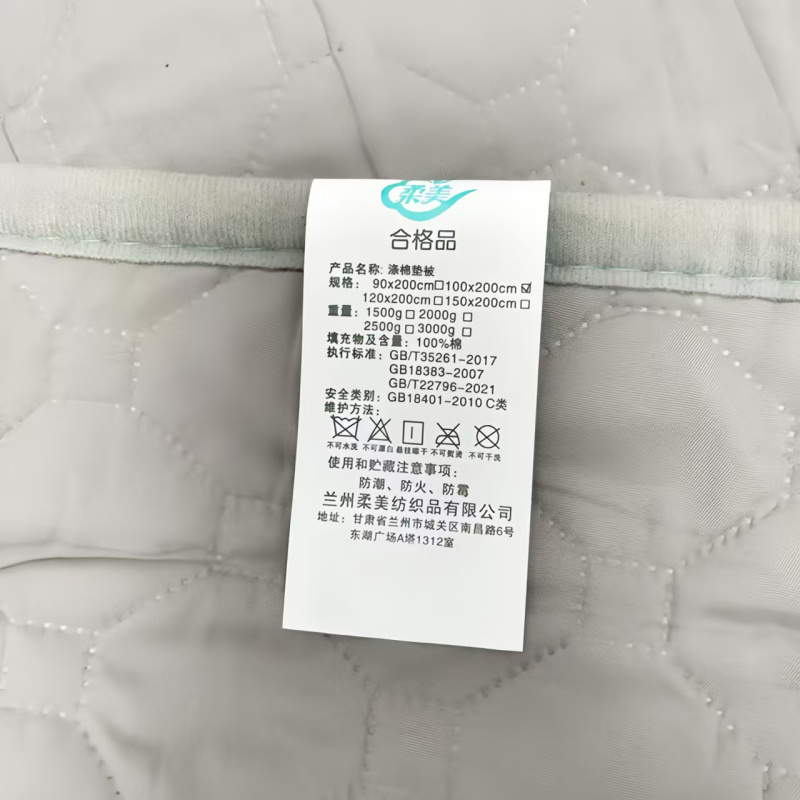 柔美
合格品
产品名称: 涤棉垫被
规格: 90x200cm☐100x200cm☑
120x200cm☐150x200cm☐
重量: 1500g☐ 2000g ☐
2500g☐ 3000g ☐
填充物及含量: 100%棉
执行标准: GB/T35261-2017
GB18383-2007
GB/T22796-2021
安全类别: GB18401-2010 C类
维护方法:
不可水洗 不可漂白 悬挂晾干 不可熨烫 不可干洗
使用和贮藏注意事项:
防潮、防火、防霉
兰州柔美纺织品有限公司
地址: 甘肃省兰州市城关区南昌路6号
东湖广场A塔1312室